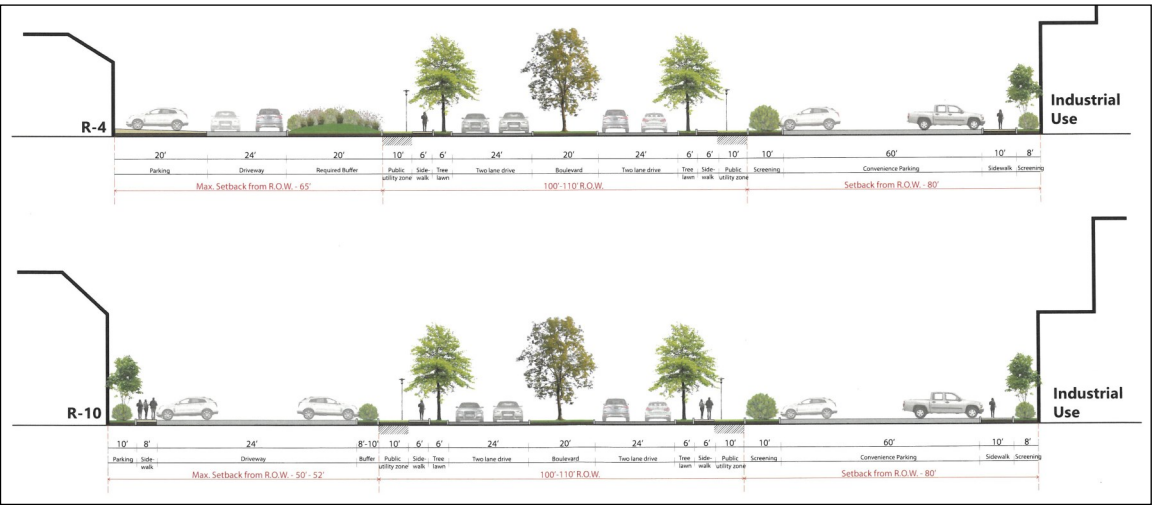 R-4
Industrial
Use
20' 24' 20' 10' 6' 6' 24' 20' 24' 6' 6' 10' 10' 60' 10' 8'
Parking Driveway Required Buffer Public Side- Tree Two lane drive Boulevard Two lane drive Tree Side- Public Screening Convenience Parking Sidewalk Screening
utility zone walk lawn lawn walk utility zone
Max. Setback from R.O.W. - 65' 100'-110' R.O.W. Setback from R.O.W. - 80'
R-10
Industrial
Use
10' 8' 24' 8'-10' 10' 6' 6' 24' 20' 24' 6' 6' 10' 10' 60' 10' 8'
Parking Side- Driveway Buffer Public Side- Tree Two lane drive Boulevard Two lane drive Tree Side- Public Screening Convenience Parking Sidewalk Screening
walk utility zone walk lawn lawn walk utility zone
Max. Setback from R.O.W. - 50' - 52' 100'-110' R.O.W. Setback from R.O.W. - 80'